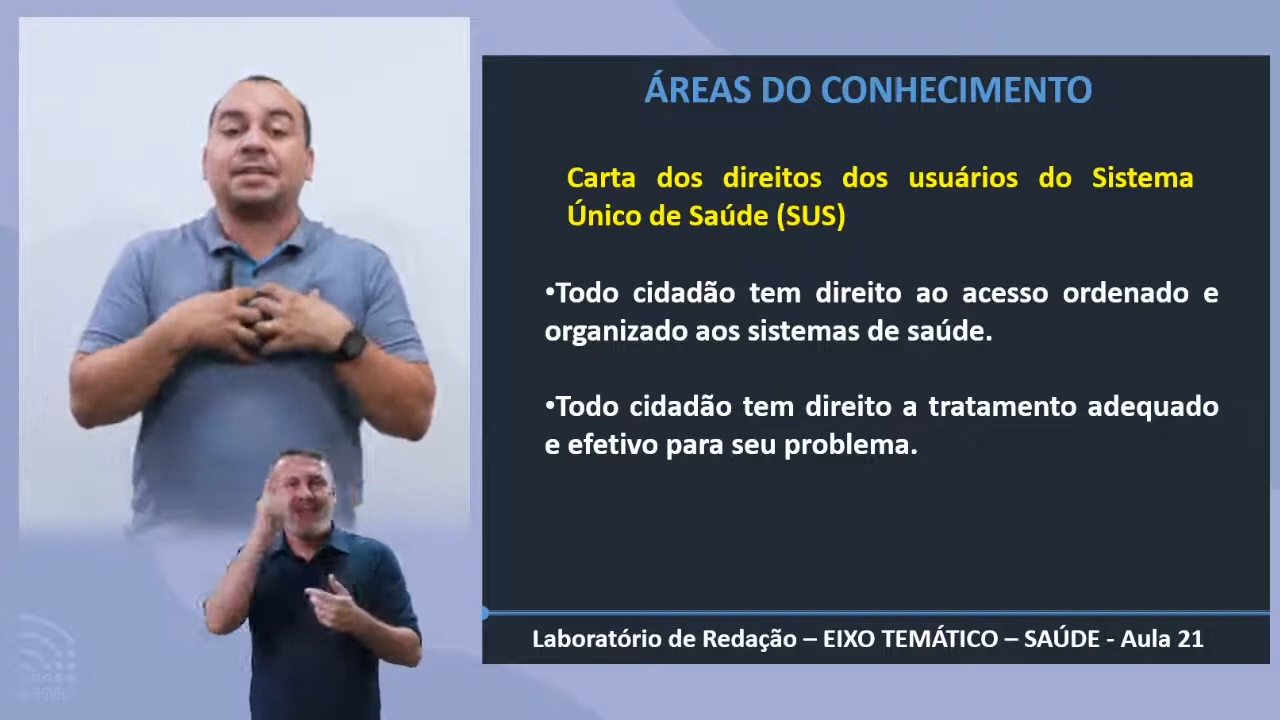 ÁREAS DO CONHECIMENTO
Carta dos direitos dos usuários do Sistema
Único de Saúde (SUS)
•Todo cidadão tem direito ao acesso ordenado e
organizado aos sistemas de saúde.
•Todo cidadão tem direito a tratamento adequado
e efetivo para seu problema.
Laboratório de Redação – EIXO TEMÁTICO – SAÚDE - Aula 21